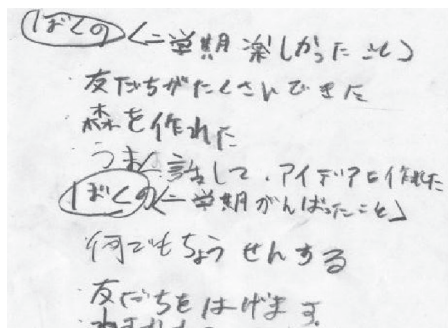 ぼくの〈一学期楽しかったこと〉
友だちがたくさんできた
森を作れた
うまく話して、アイデアを作れた
ぼくの〈一学期がんばったこと〉
何でもちょうせんする
友だちをはげます。